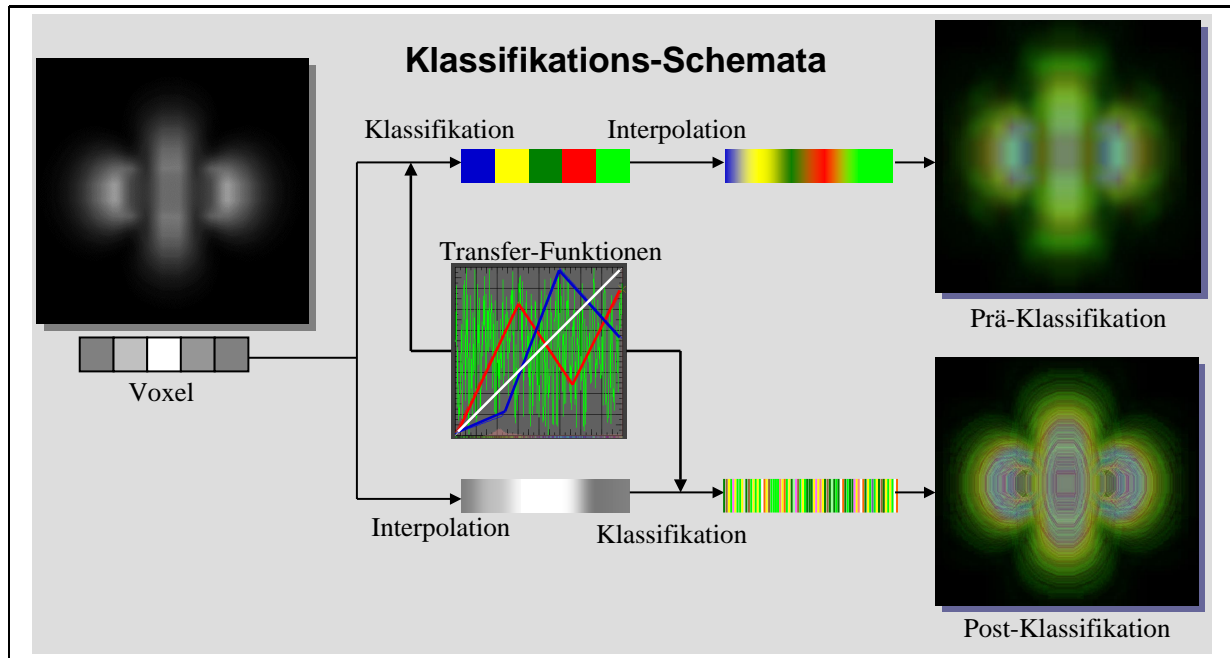 Klassifikations-Schemata
Klassifikation
Interpolation
Transfer-Funktionen
Prä-Klassifikation
Voxel
Interpolation
Klassifikation
Post-Klassifikation